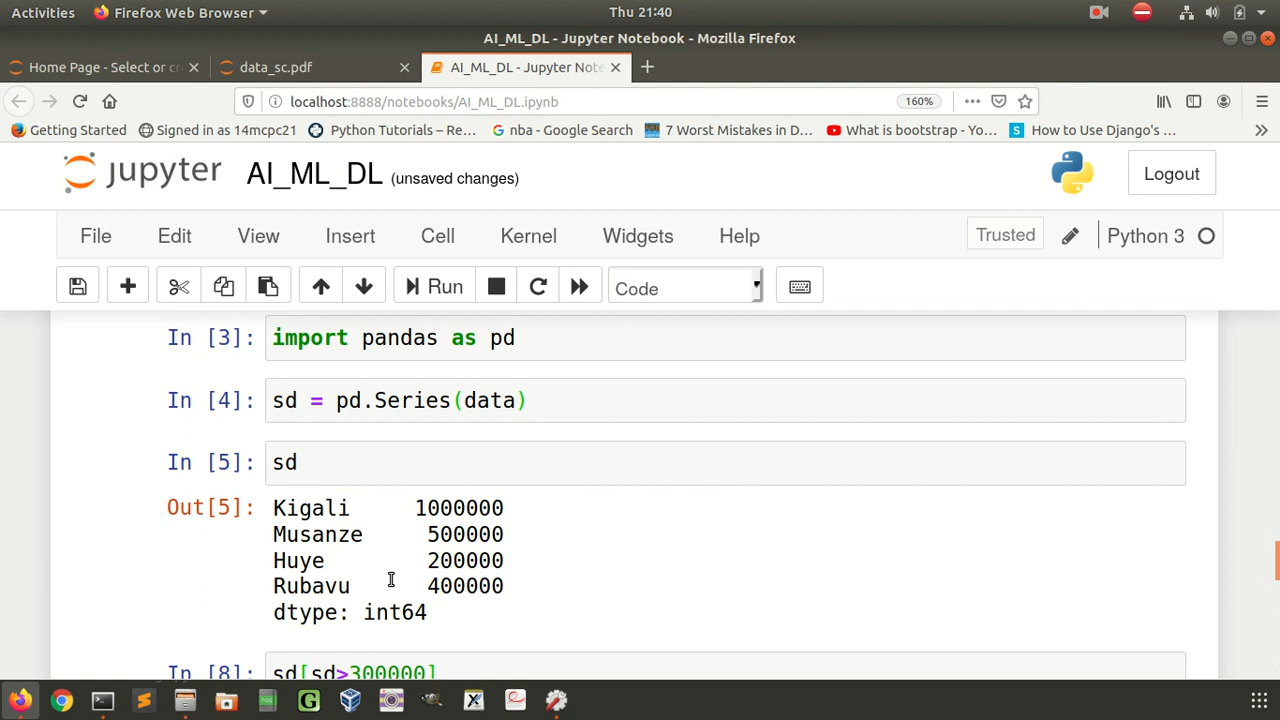 Activities Firefox Web Browser Thu 21:40
AI_ML_DL - Jupyter Notebook - Mozilla Firefox
Home Page - Select or cr data_sc.pdf AI_ML_DL - Jupyter Note
localhost:8888/notebooks/AI_ML_DL.ipynb 160%
Getting Started Signed in as 14mcpc21 Python Tutorials – Re... nba - Google Search 7 Worst Mistakes in D... What is bootstrap - Yo... How to Use Django's ...
jupyter AI_ML_DL (unsaved changes) Logout
File Edit View Insert Cell Kernel Widgets Help Trusted Python 3
Run Code
In [3]: import pandas as pd
In [4]: sd = pd.Series(data)
In [5]: sd
Out[5]: Kigali 1000000
Musanze 500000
Huye 200000
Rubavu 400000
dtype: int64
In [8]: sd[sd>300000]